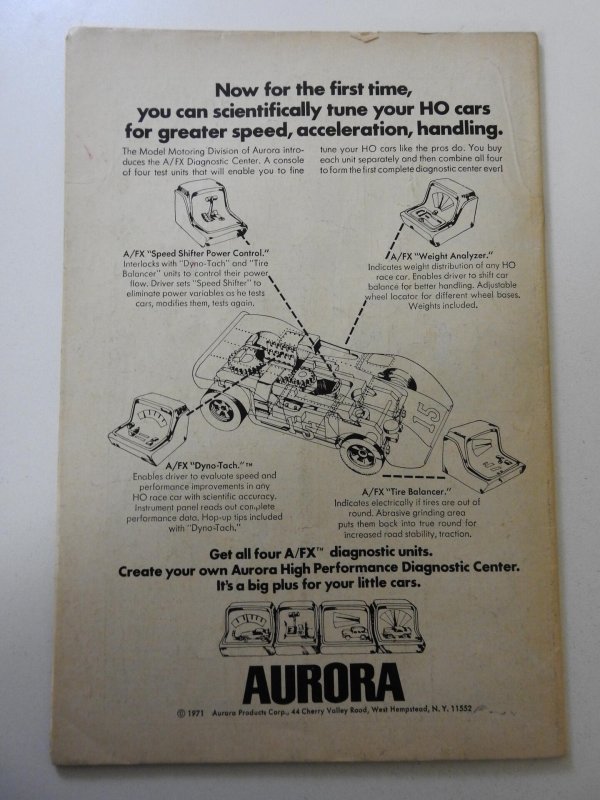 Now for the first time,
you can scientifically tune your HO cars
for greater speed, acceleration, handling.
The Model Motoring Division of Aurora intro-
duces the A/FX Diagnostic Center. A console
of four test units that will enable you to fine
tune your HO cars like the pros do. You buy
each unit separately and then combine all four
to form the first complete diagnostic center ever!
A/FX "Speed Shifter Power Control."
Interlocks with "Dyno-Tach" and "Tire
Balancer" units to control their power
flow. Driver sets "Speed Shifter" to
eliminate power variables as he tests
cars, modifies them, tests again.
A/FX "Weight Analyzer."
Indicates weight distribution of any HO
race car. Enables driver to shift car
balance for better handling. Adjustable
wheel locator for different wheel bases.
Weights included.
15
A/FX "Dyno-Tach."™
Enables driver to evaluate speed and
performance improvements in any
HO race car with scientific accuracy.
Instrument panel reads out complete
performance data. Hop-up tips included
with "Dyno-Tach."
A/FX "Tire Balancer."
Indicates electrically if tires are out of
round. Abrasive grinding area
puts them back into true round for
increased road stability, traction.
Get all four A/FX™ diagnostic units.
Create your own Aurora High Performance Diagnostic Center.
It's a big plus for your little cars.
AURORA
© 1971 Aurora Products Corp., 44 Cherry Valley Road, West Hempstead, N. Y. 11552